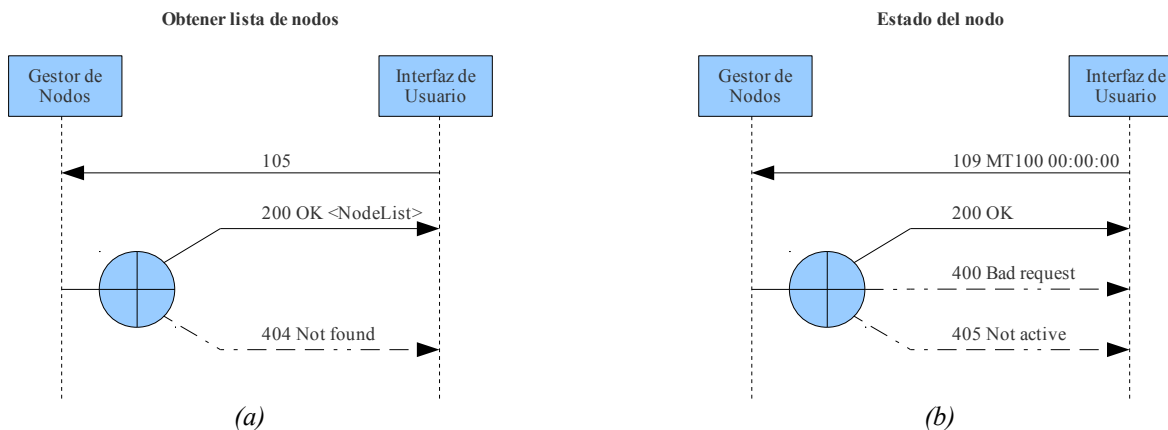 Obtener lista de nodos
Gestor de
Nodos
Interfaz de
Usuario
105
200 OK <NodeList>
404 Not found
(a)
Estado del nodo
Gestor de
Nodos
Interfaz de
Usuario
109 MT100 00:00:00
200 OK
400 Bad request
405 Not active
(b)